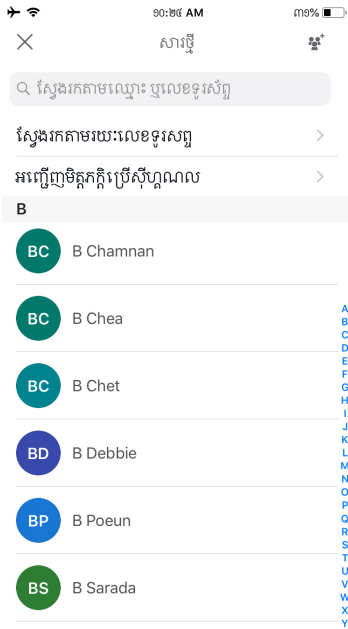 ១០:២៤ AM
៣១%
សារថ្មី
ស្វែងរកតាមឈ្មោះ ឬលេខទូរស័ព្ទ
ស្វែងរកតាមរយៈលេខទូរសព្ទ
អញ្ជើញមិត្តភក្តិប្រើស៊ីហ្គណល
B
BC B Chamnan
BC B Chea
BC B Chet
BD B Debbie
BP B Poeun
BS B Sarada
A
B
C
D
E
F
G
H
I
J
K
L
M
N
O
P
Q
R
S
T
U
V
W
X
Y